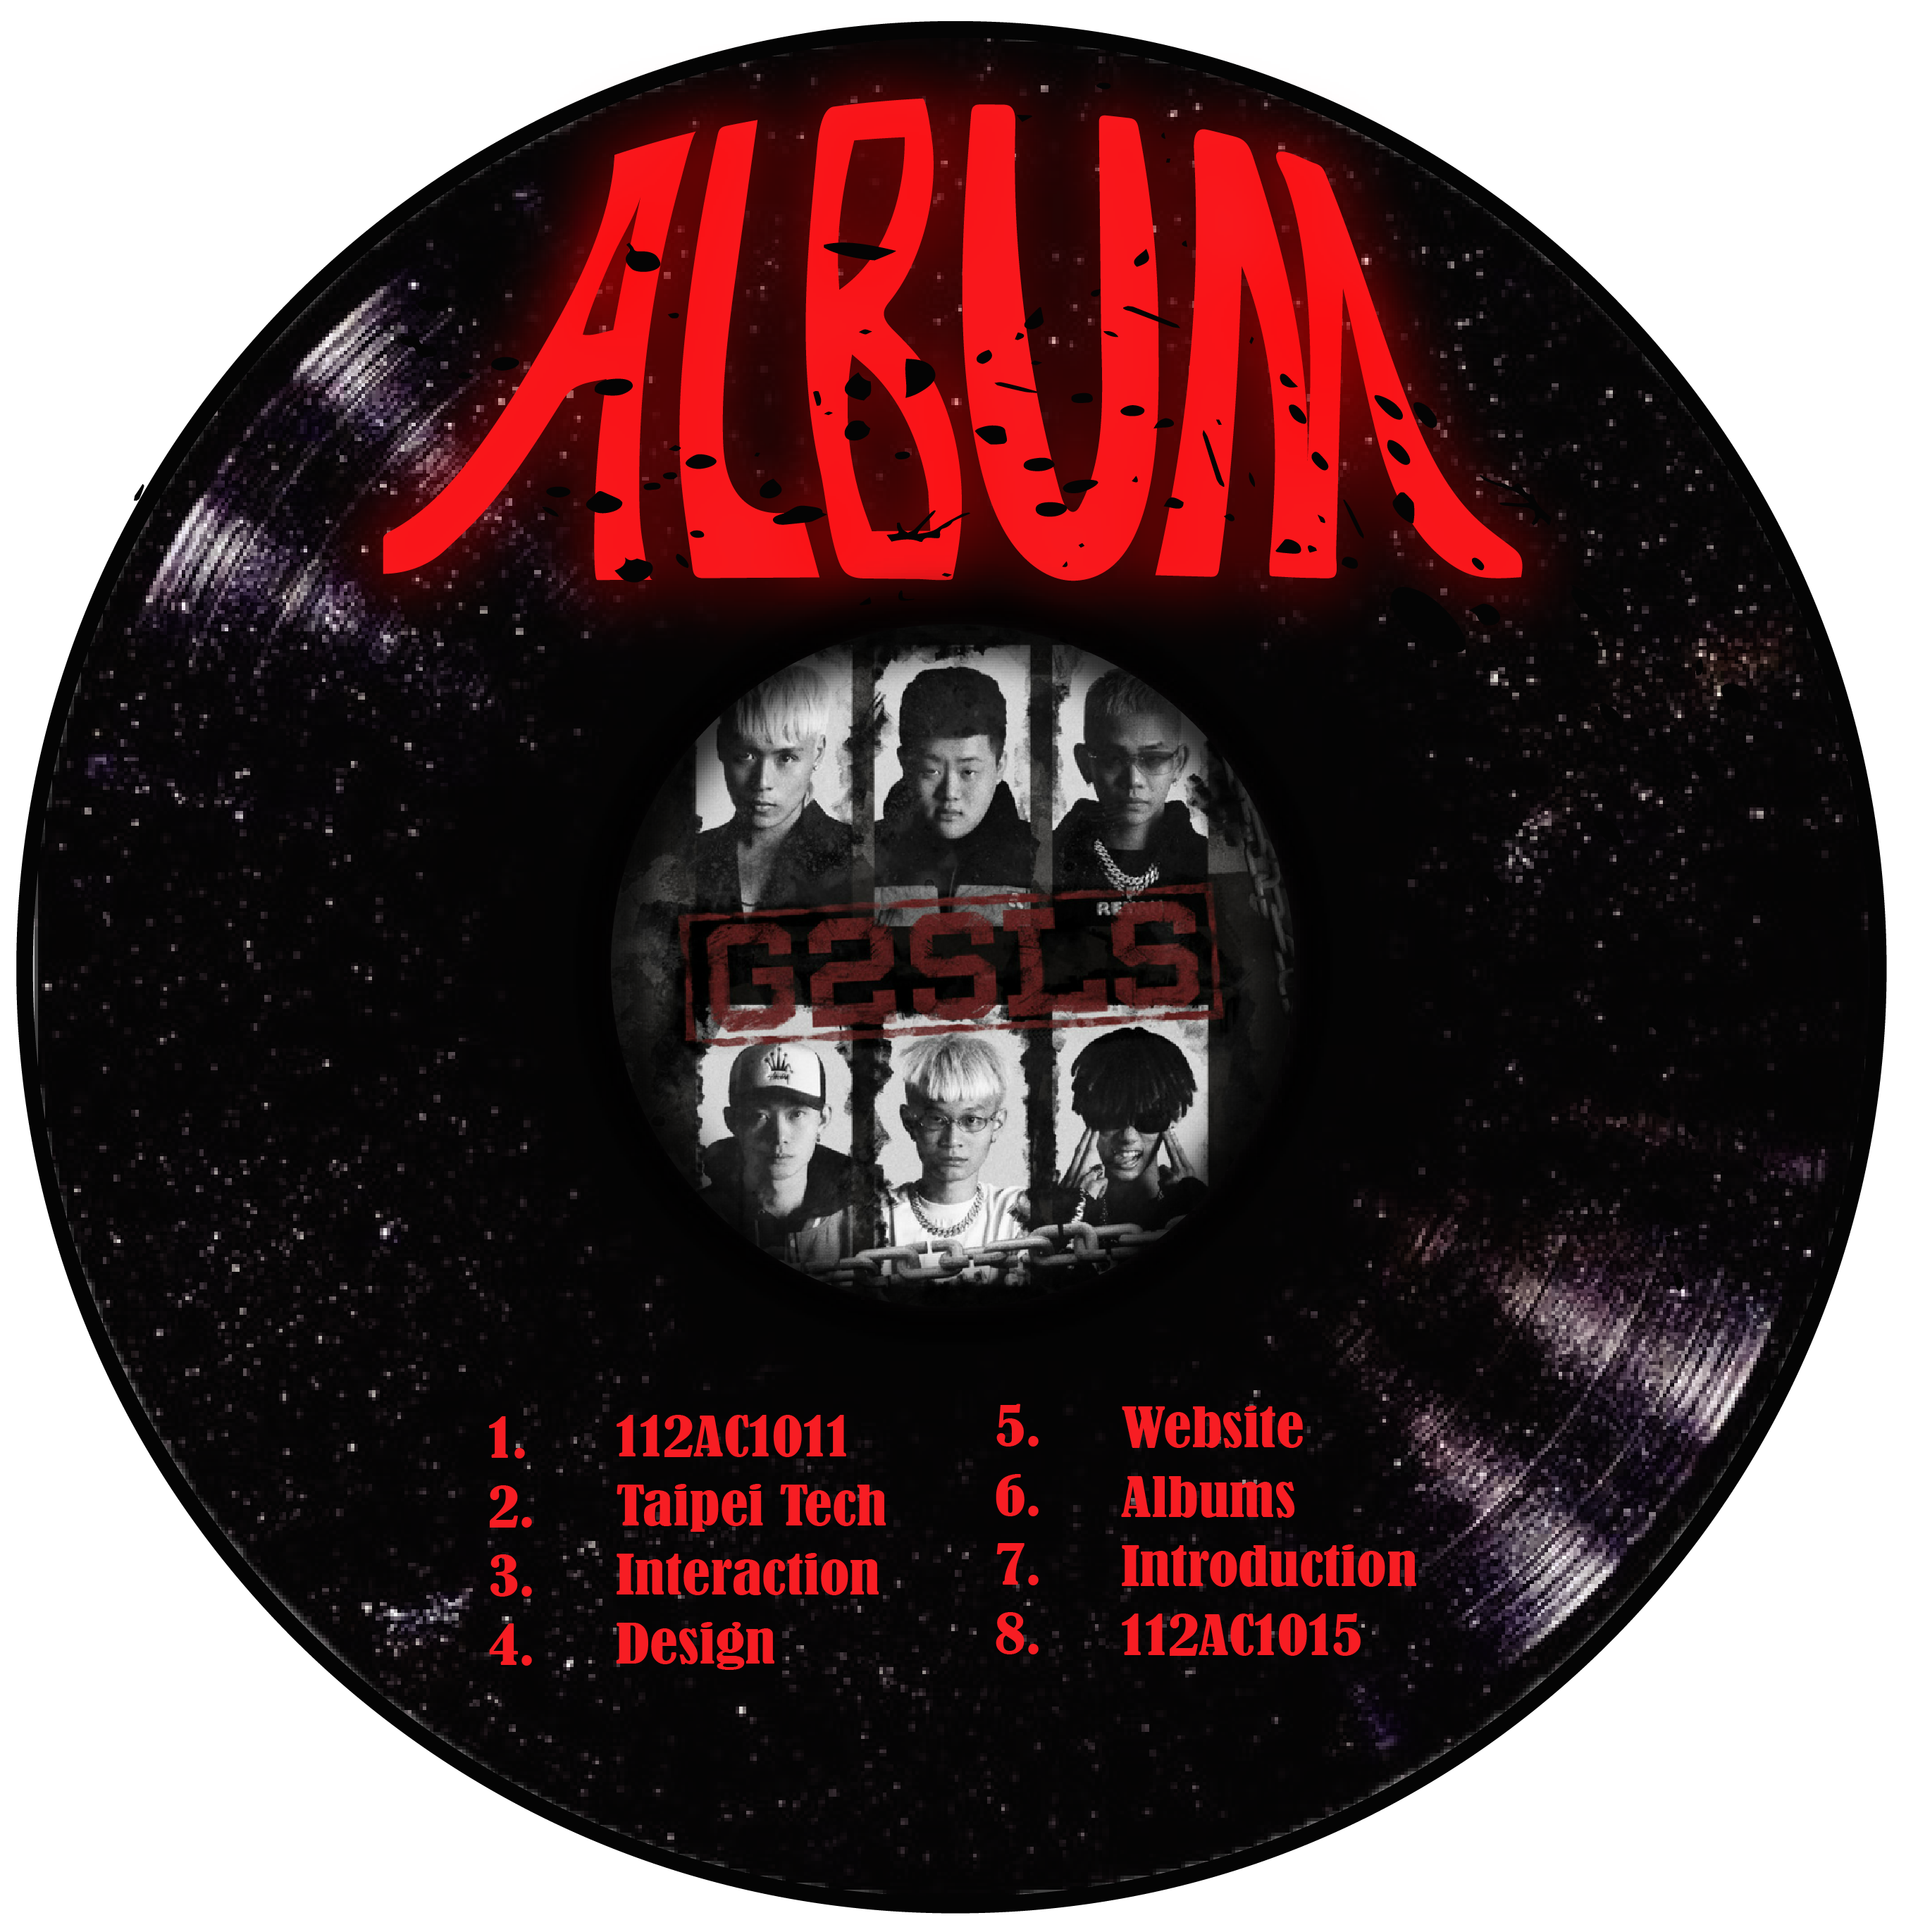 ALBUM
G2SLS
1. 112AC1011
2. Taipei Tech
3. Interaction
4. Design
5. Website
6. Albums
7. Introduction
8. 112AC1015